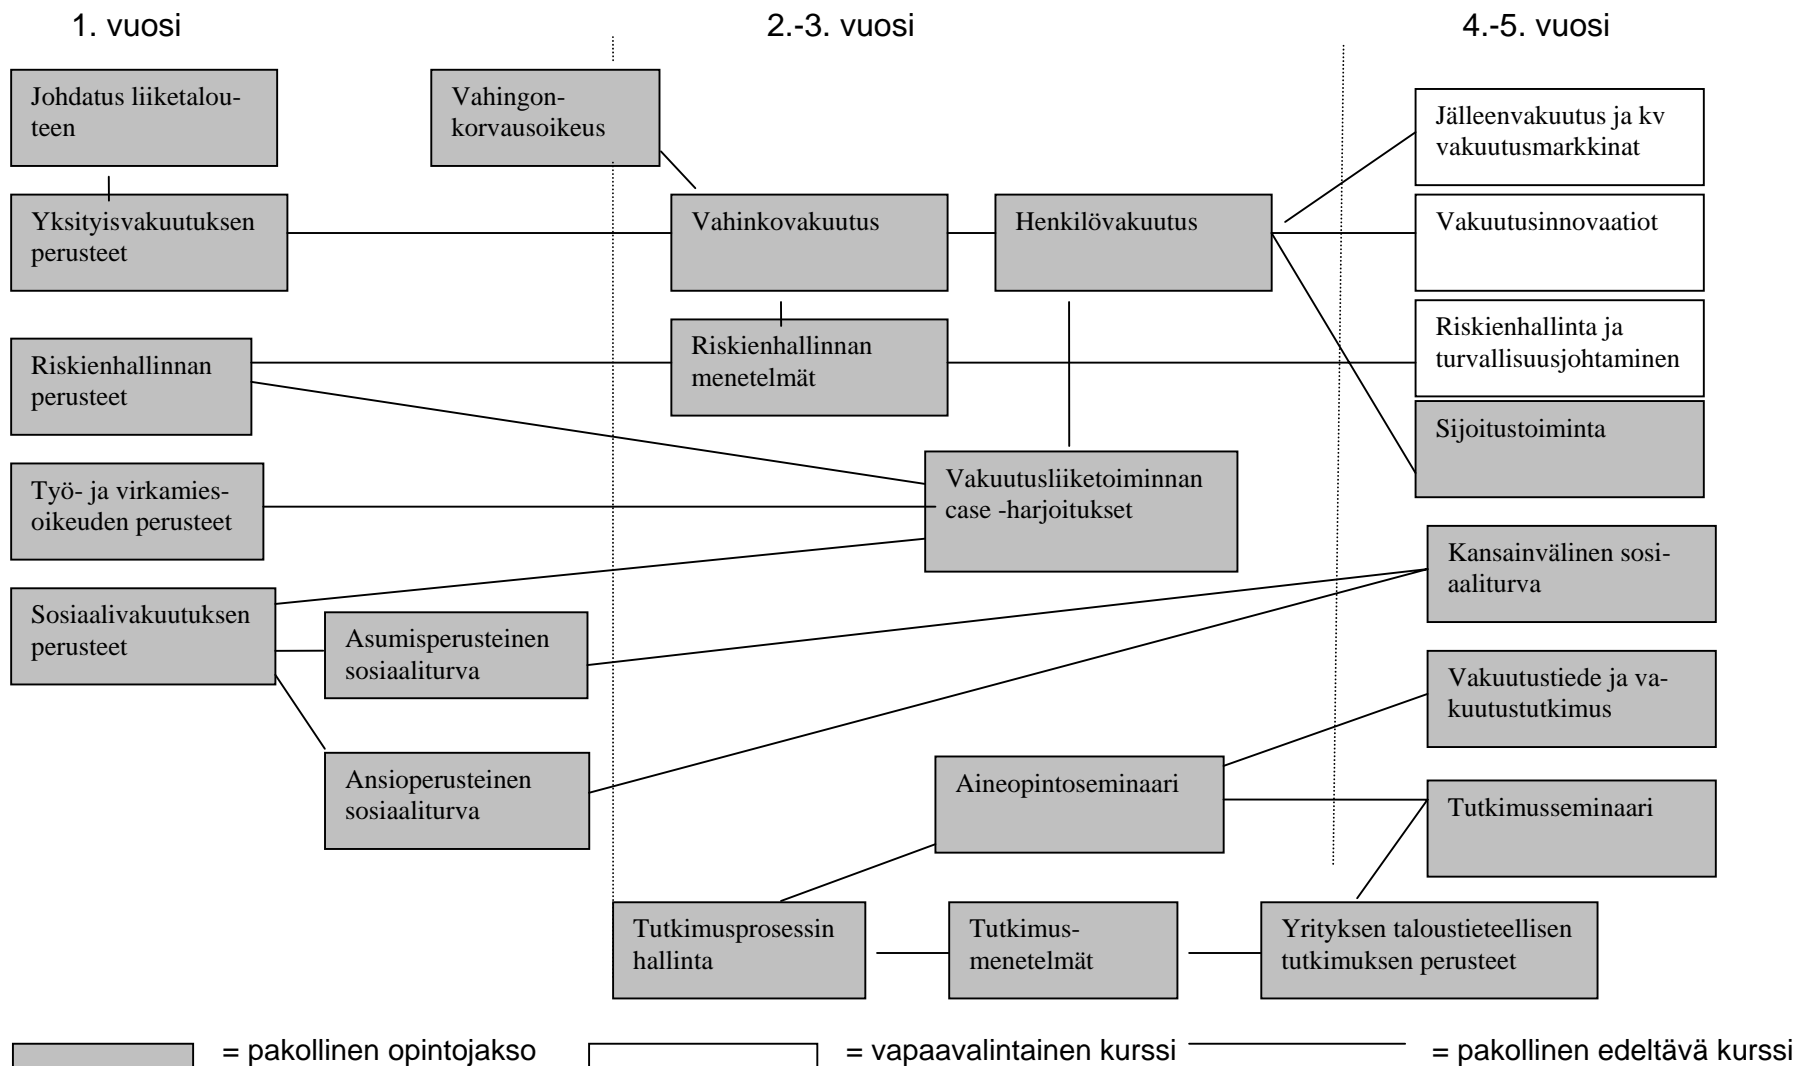 1. vuosi
2.-3. vuosi
4.-5. vuosi
Johdatus liiketalou-
teen
Vahingon-
korvausoikeus
Jälleenvakuutus ja kv
vakuutusmarkkinat
Yksityisvakuutuksen
perusteet
Vahinkovakuutus
Henkilövakuutus
Vakuutusinnovaatiot
Riskienhallinnan
perusteet
Riskienhallinnan
menetelmät
Riskienhallinta ja
turvallisuusjohtaminen
Sijoitustoiminta
Työ- ja virkamies-
oikeuden perusteet
Vakuutusliiketoiminnan
case -harjoitukset
Kansainvälinen sosi-
aaliturva
Sosiaalivakuutuksen
perusteet
Asumisperusteinen
sosiaaliturva
Vakuutustiede ja va-
kuutustutkimus
Ansioperusteinen
sosiaaliturva
Aineopintoseminaari
Tutkimusseminaari
Tutkimusprosessin
hallinta
Tutkimus-
menetelmät
Yrityksen taloustieteellisen
tutkimuksen perusteet
= pakollinen opintojakso
= vapaavalintainen kurssi
= pakollinen edeltävä kurssi